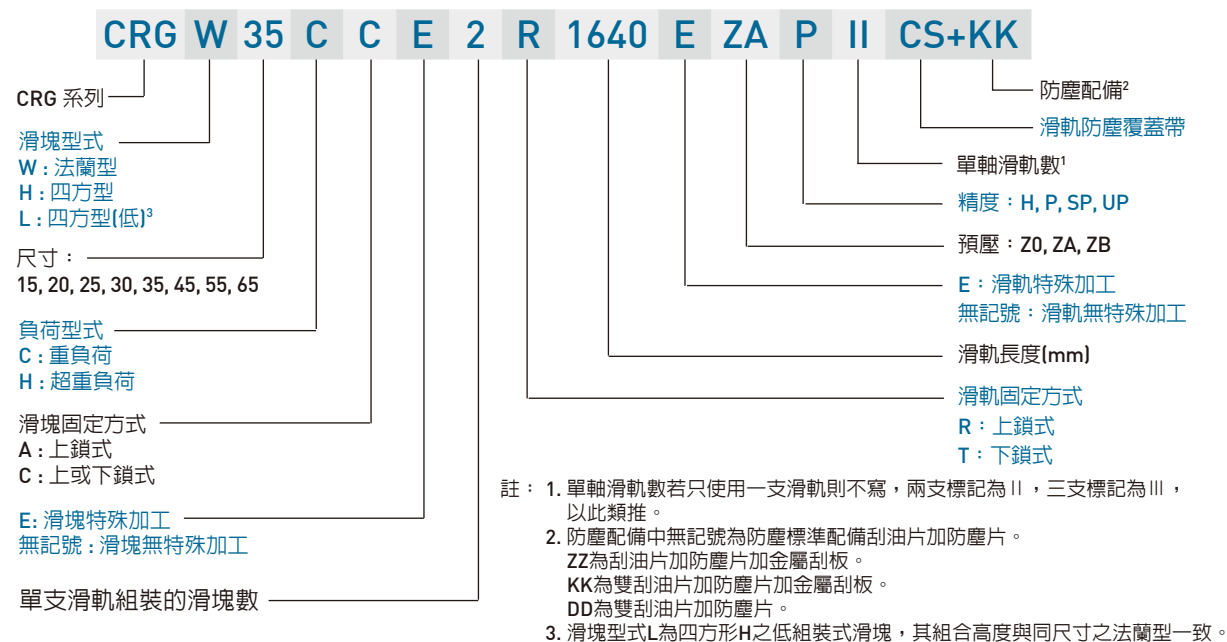 CRG W 35 C C E 2 R 1640 E ZA P II CS+KK
CRG 系列
滑塊型式
W : 法蘭型
H : 四方型
L : 四方型(低)³
尺寸：
15, 20, 25, 30, 35, 45, 55, 65
負荷型式
C : 重負荷
H : 超重負荷
滑塊固定方式
A : 上鎖式
C : 上或下鎖式
E: 滑塊特殊加工
無記號 : 滑塊無特殊加工
單支滑軌組裝的滑塊數
防塵配備²
滑軌防塵覆蓋帶
單軸滑軌數¹
精度：H, P, SP, UP
預壓：Z0, ZA, ZB
E：滑軌特殊加工
無記號：滑軌無特殊加工
滑軌長度(mm)
滑軌固定方式
R：上鎖式
T：下鎖式
註： 1. 單軸滑軌數若只使用一支滑軌則不寫，兩支標記為II，三支標記為III，
以此類推。
2. 防塵配備中無記號為防塵標準配備刮油片加防塵片。
ZZ為刮油片加防塵片加金屬刮板。
KK為雙刮油片加防塵片加金屬刮板。
DD為雙刮油片加防塵片。
3. 滑塊型式L為四方形H之低組裝式滑塊，其組合高度與同尺寸之法蘭型一致。